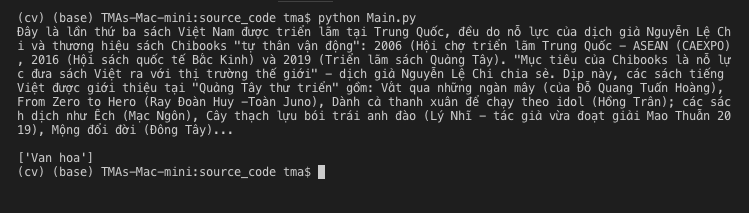 (cv) (base) TMAs-Mac-mini:source_code tma$ python Main.py
Đây là lần thứ ba sách Việt Nam được triển lãm tại Trung Quốc, đều do nỗ lực của dịch giả Nguyễn Lệ Ch
i và thương hiệu sách Chibooks "tự thân vận động": 2006 (Hội chợ triển lãm Trung Quốc – ASEAN (CAEXPO)
, 2016 (Hội sách quốc tế Bắc Kinh) và 2019 (Triển lãm sách Quảng Tây). "Mục tiêu của Chibooks là nỗ lự
c đưa sách Việt ra với thị trường thế giới" – dịch giả Nguyễn Lệ Chi chia sẻ. Dịp này, các sách tiếng
Việt được giới thiệu tại "Quảng Tây thư triển" gồm: Vắt qua những ngàn mây (của Đỗ Quang Tuấn Hoàng),
From Zero to Hero (Ray Đoàn Huy -Toàn Juno), Dành cả thanh xuân để chạy theo idol (Hồng Trân); các sác
h dịch như Ếch (Mạc Ngôn), Cây thạch lựu bói trái anh đào (Lý Nhĩ – tác giả vừa đoạt giải Mao Thuẫn 20
19), Mộng đổi đời (Đông Tây)...
['Van hoa']
(cv) (base) TMAs-Mac-mini:source_code tma$